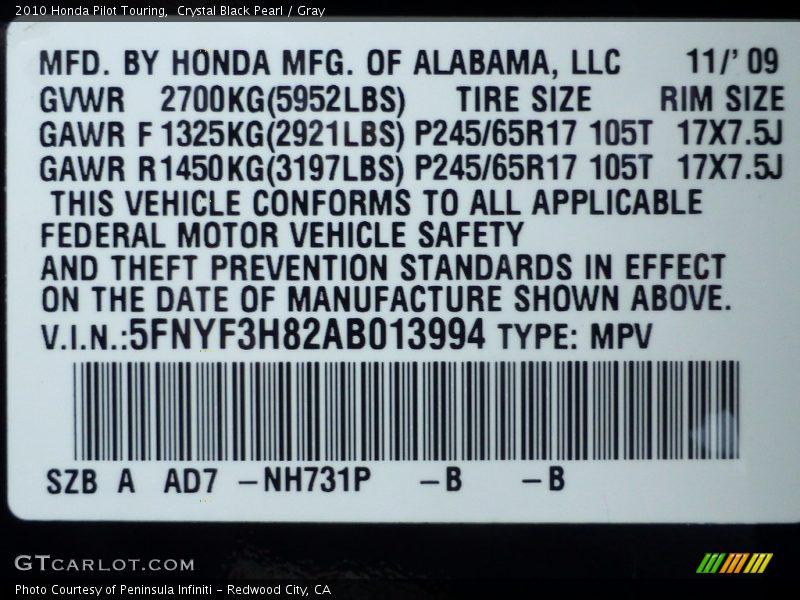 2010 Honda Pilot Touring,  Crystal Black Pearl / Gray
MFD. BY HONDA MFG. OF ALABAMA, LLC 11/' 09
GVWR 2700KG(5952LBS) TIRE SIZE RIM SIZE
GAWR F 1325KG(2921LBS) P245/65R17 105T 17X7.5J
GAWR R1450KG(3197LBS) P245/65R17 105T 17X7.5J
THIS VEHICLE CONFORMS TO ALL APPLICABLE
FEDERAL MOTOR VEHICLE SAFETY
AND THEFT PREVENTION STANDARDS IN EFFECT
ON THE DATE OF MANUFACTURE SHOWN ABOVE.
V.I.N.:5FNYF3H82AB013994 TYPE: MPV
SZB A AD7 –NH731P –B –B
GTCARLOT.COM
Photo Courtesy of Peninsula Infiniti – Redwood City, CA